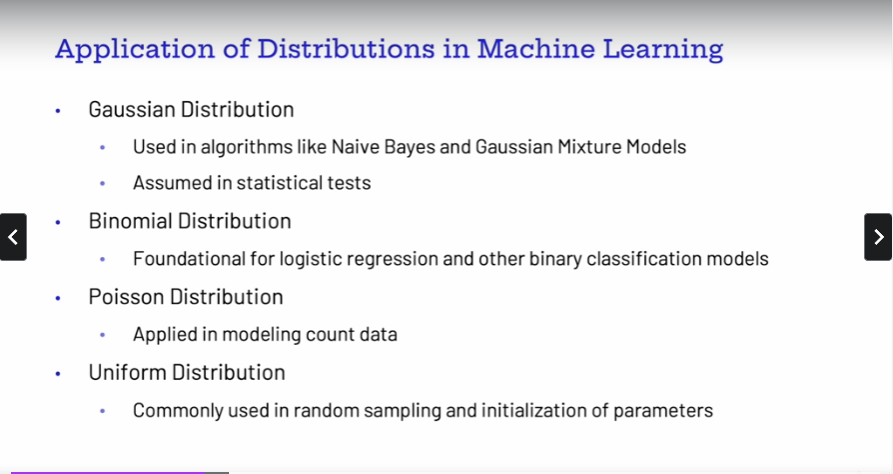 Application of Distributions in Machine Learning
• Gaussian Distribution
• Used in algorithms like Naive Bayes and Gaussian Mixture Models
• Assumed in statistical tests
• Binomial Distribution
• Foundational for logistic regression and other binary classification models
• Poisson Distribution
• Applied in modeling count data
• Uniform Distribution
• Commonly used in random sampling and initialization of parameters